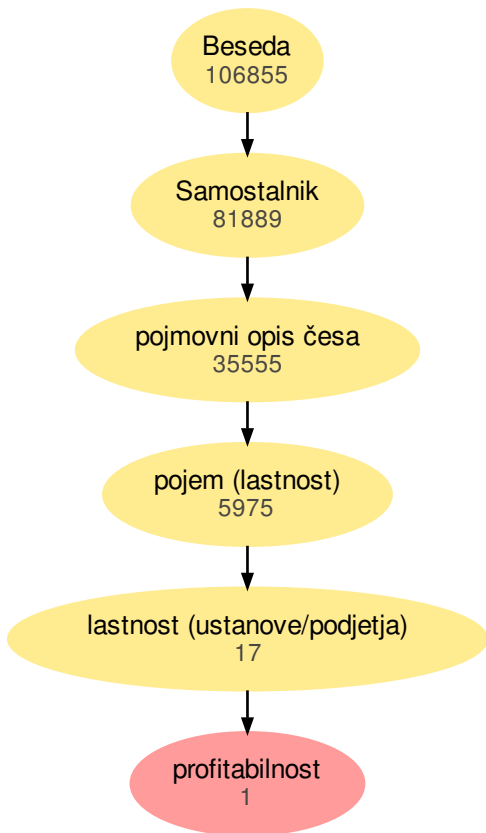 Beseda
106855
Samostalnik
81889
pojmovni opis česa
35555
pojem (lastnost)
5975
lastnost (ustanove/podjetja)
17
profitabilnost
1